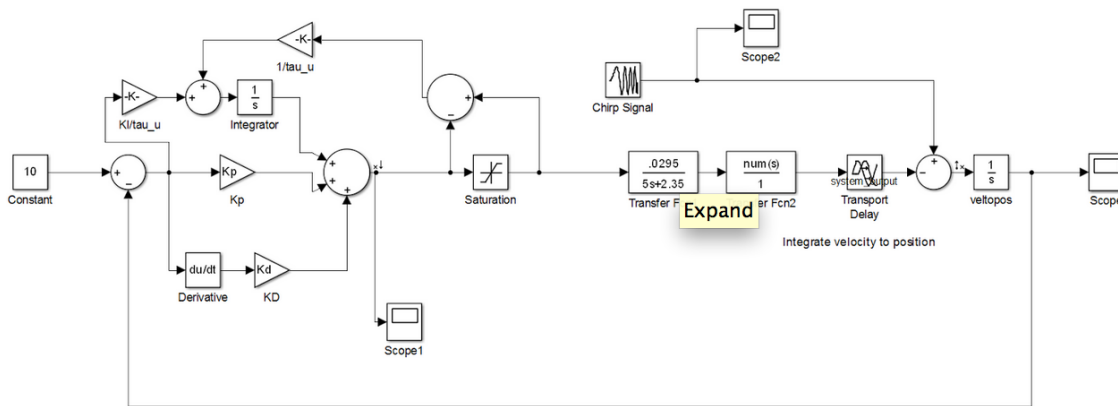 -K-
1/tau_u
Scope2
-K-
KI/tau_u
1
s
Integrator
Chirp Signal
10
Constant
Kp
Kp
Saturation
.0295
5s+2.35
Transfer F
num(s)
1
er Fcn2
system_output
Transport
Delay
1
s
veltopos
Scope
Expand
Integrate velocity to position
du/dt
Derivative
Kd
KD
Scope1